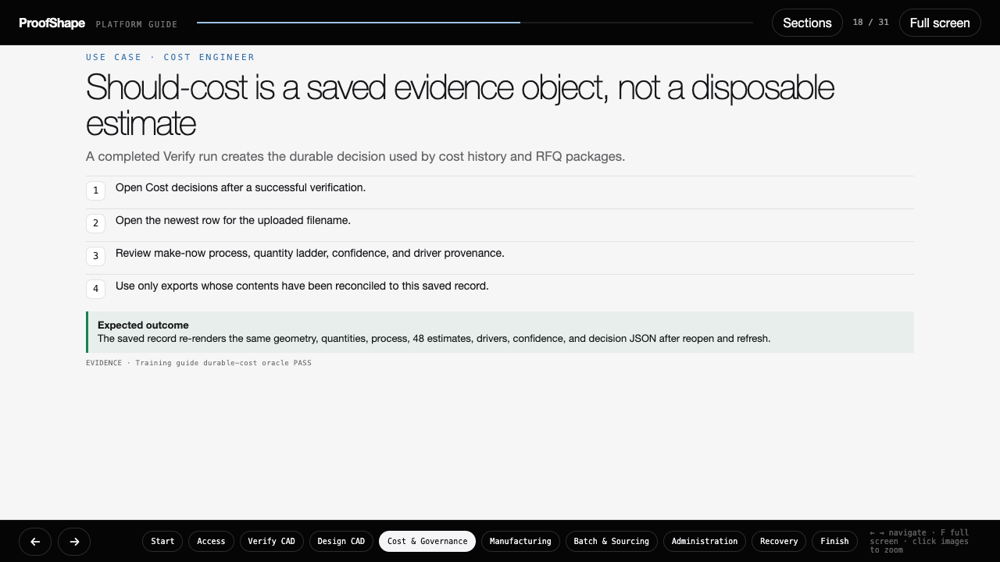 ProofShape PLATFORM GUIDE Sections 18 / 31 Full screen
USE CASE · COST ENGINEER
Should-cost is a saved evidence object, not a disposable
estimate
A completed Verify run creates the durable decision used by cost history and RFQ packages.
1 Open Cost decisions after a successful verification.
2 Open the newest row for the uploaded filename.
3 Review make-now process, quantity ladder, confidence, and driver provenance.
4 Use only exports whose contents have been reconciled to this saved record.
Expected outcome
The saved record re-renders the same geometry, quantities, process, 48 estimates, drivers, confidence, and decision JSON after reopen and refresh.
EVIDENCE · Training guide durable-cost oracle PASS
← → Start Access Verify CAD Design CAD Cost & Governance Manufacturing Batch & Sourcing Administration Recovery Finish
← → navigate · F full
screen · click images
to zoom